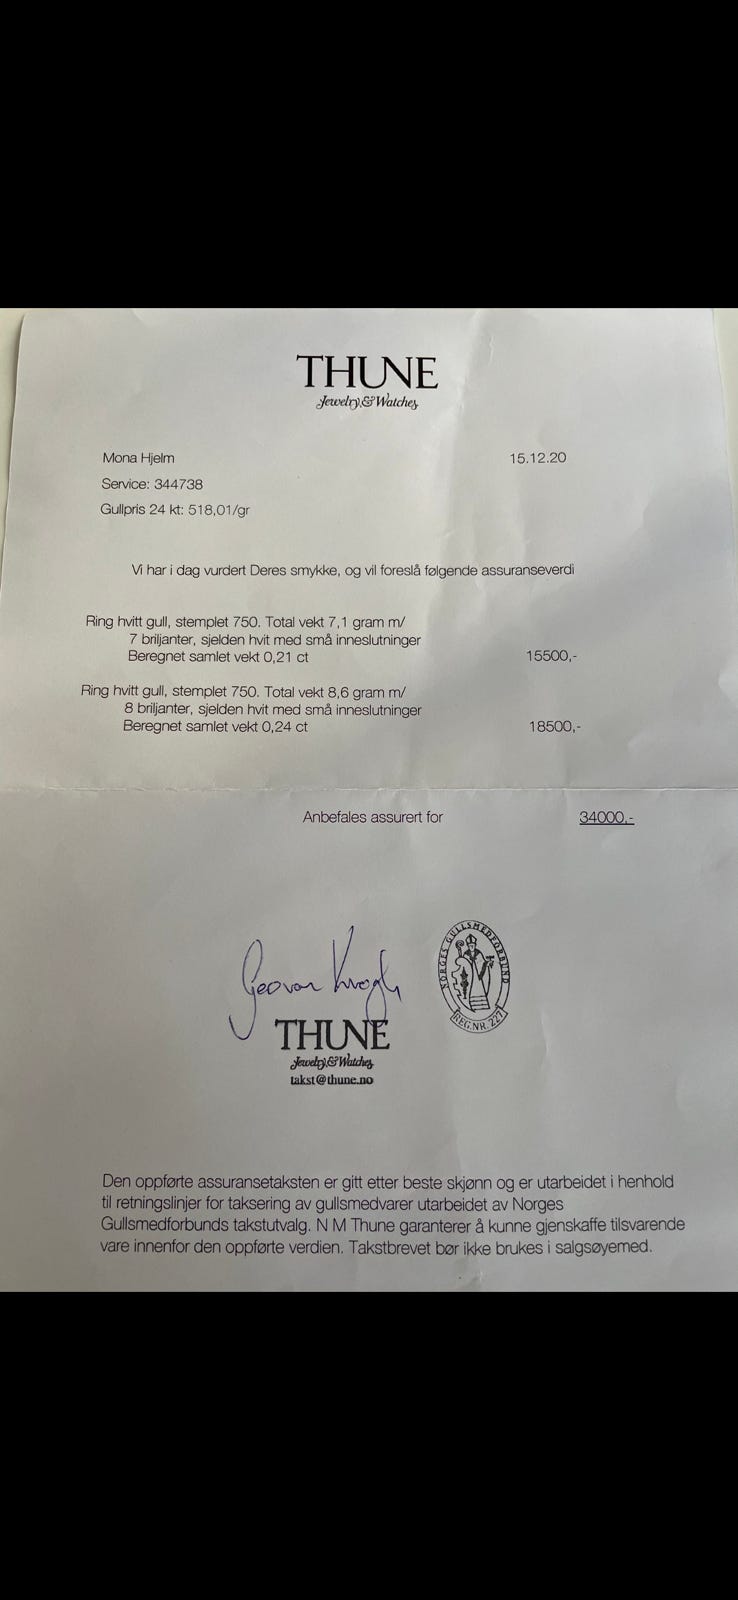 THUNE
Jewelry & Watches
Mona Hjelm 15.12.20
Service: 344738
Gullpris 24 kt: 518,01/gr
Vi har i dag vurdert Deres smykke, og vil foreslå følgende assuranseverdi
Ring hvitt gull, stemplet 750. Total vekt 7,1 gram m/
7 briljanter, sjelden hvit med små inneslutninger
Beregnet samlet vekt 0,21 ct 15500,-
Ring hvitt gull, stemplet 750. Total vekt 8,6 gram m/
8 briljanter, sjelden hvit med små inneslutninger
Beregnet samlet vekt 0,24 ct 18500,-
Anbefales assurert for 34000,-
NORGES GULLSMEDFORBUND
REG.NR. 227
THUNE
Jewelry & Watches
takst@thune.no
Den oppførte assuransetaksten er gitt etter beste skjønn og er utarbeidet i henhold
til retningslinjer for taksering av gullsmedvarer utarbeidet av Norges
Gullsmedforbunds takstutvalg. N M Thune garanterer å kunne gjenskaffe tilsvarende
vare innenfor den oppførte verdien. Takstbrevet bør ikke brukes i salgsøyemed.